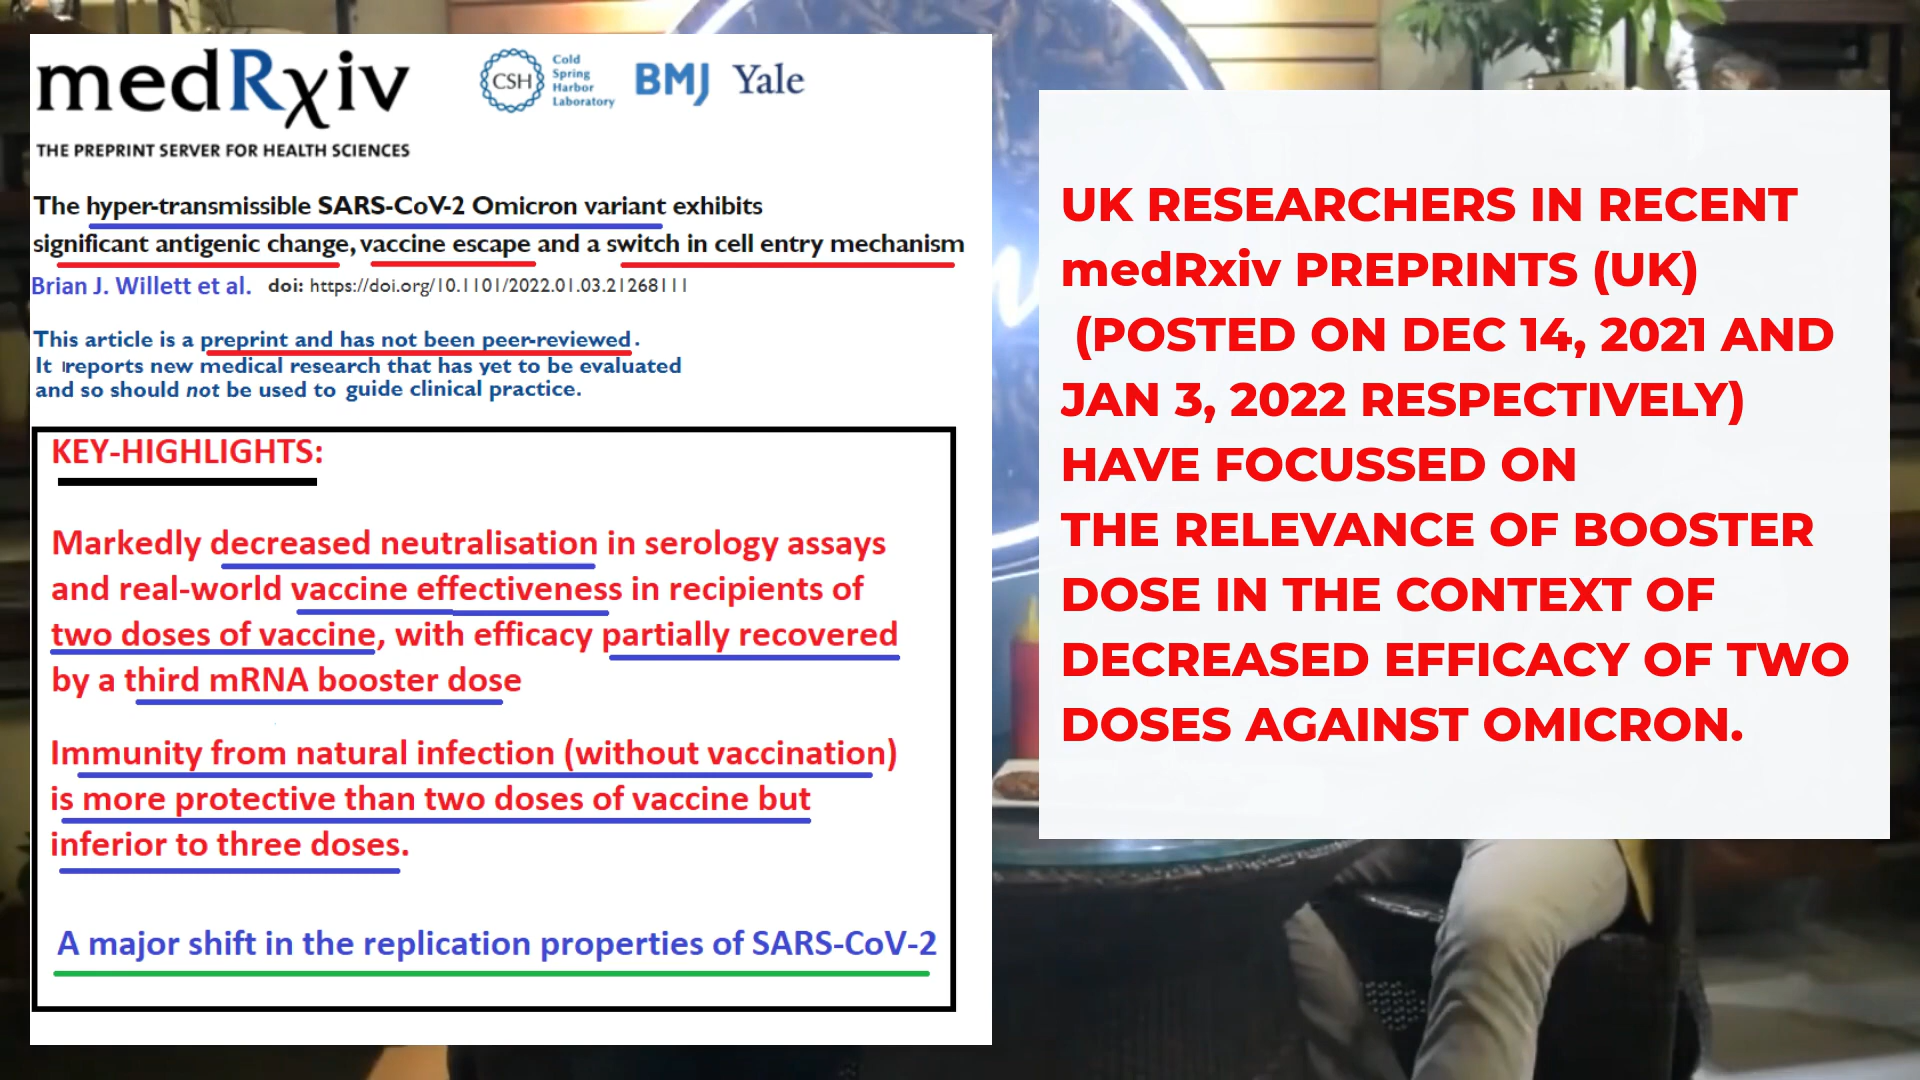 medRxiv
THE PREPRINT SERVER FOR HEALTH SCIENCES
CSH
Cold
Spring
Harbor
Laboratory
BMJ
Yale
The hyper-transmissible SARS-CoV-2 Omicron variant exhibits
significant antigenic change, vaccine escape and a switch in cell entry mechanism
Brian J. Willett et al. doi: https://doi.org/10.1101/2022.01.03.21268111
This article is a preprint and has not been peer-reviewed.
It reports new medical research that has yet to be evaluated
and so should not be used to guide clinical practice.
KEY-HIGHLIGHTS:
Markedly decreased neutralisation in serology assays
and real-world vaccine effectiveness in recipients of
two doses of vaccine, with efficacy partially recovered
by a third mRNA booster dose
Immunity from natural infection (without vaccination)
is more protective than two doses of vaccine but
inferior to three doses.
A major shift in the replication properties of SARS-CoV-2
UK RESEARCHERS IN RECENT
medRxiv PREPRINTS (UK)
(POSTED ON DEC 14, 2021 AND
JAN 3, 2022 RESPECTIVELY)
HAVE FOCUSSED ON
THE RELEVANCE OF BOOSTER
DOSE IN THE CONTEXT OF
DECREASED EFFICACY OF TWO
DOSES AGAINST OMICRON.